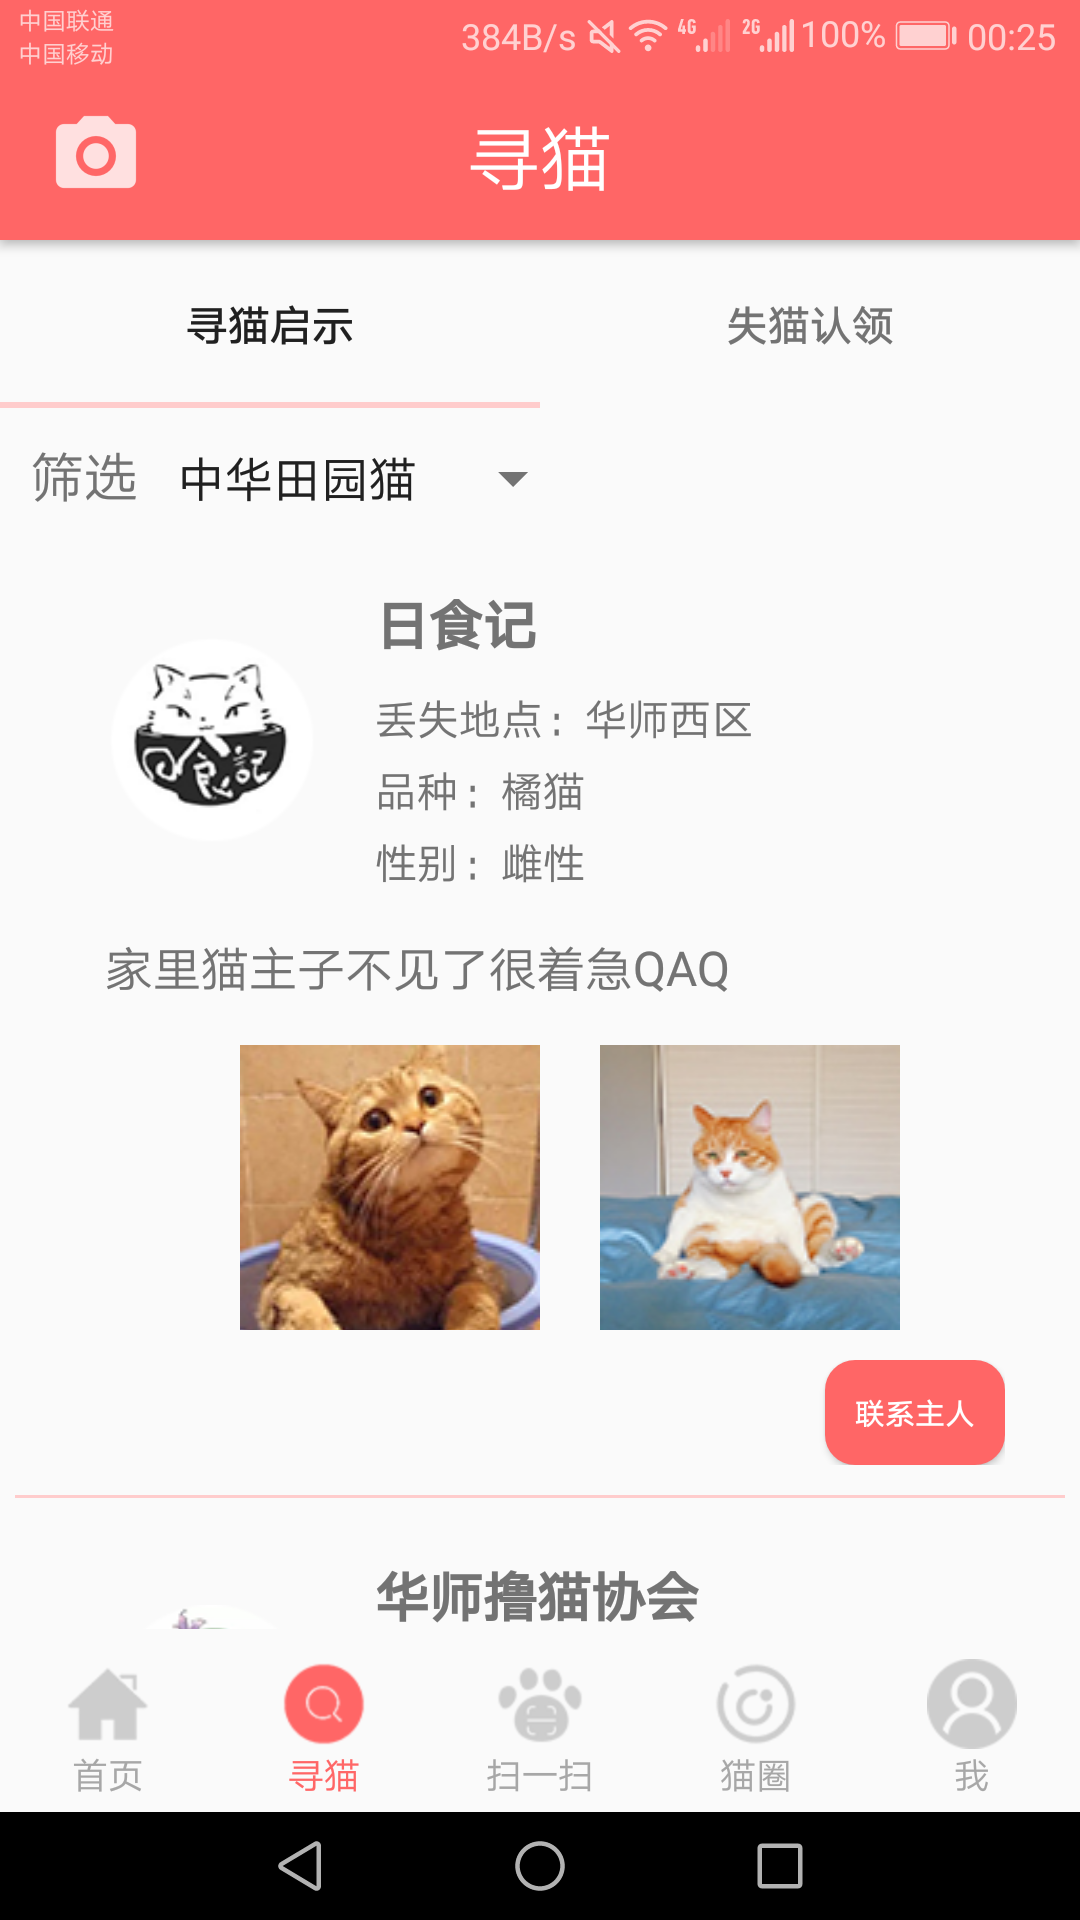 中国联通
中国移动
384B/s 4G 2G 100% 00:25
寻猫
寻猫启示 失猫认领
筛选 中华田园猫
日食记
日食記
丢失地点：华师西区
品种：橘猫
性别：雌性
家里猫主子不见了很着急QAQ
联系主人
华师撸猫协会
首页 寻猫 扫一扫 猫圈 我